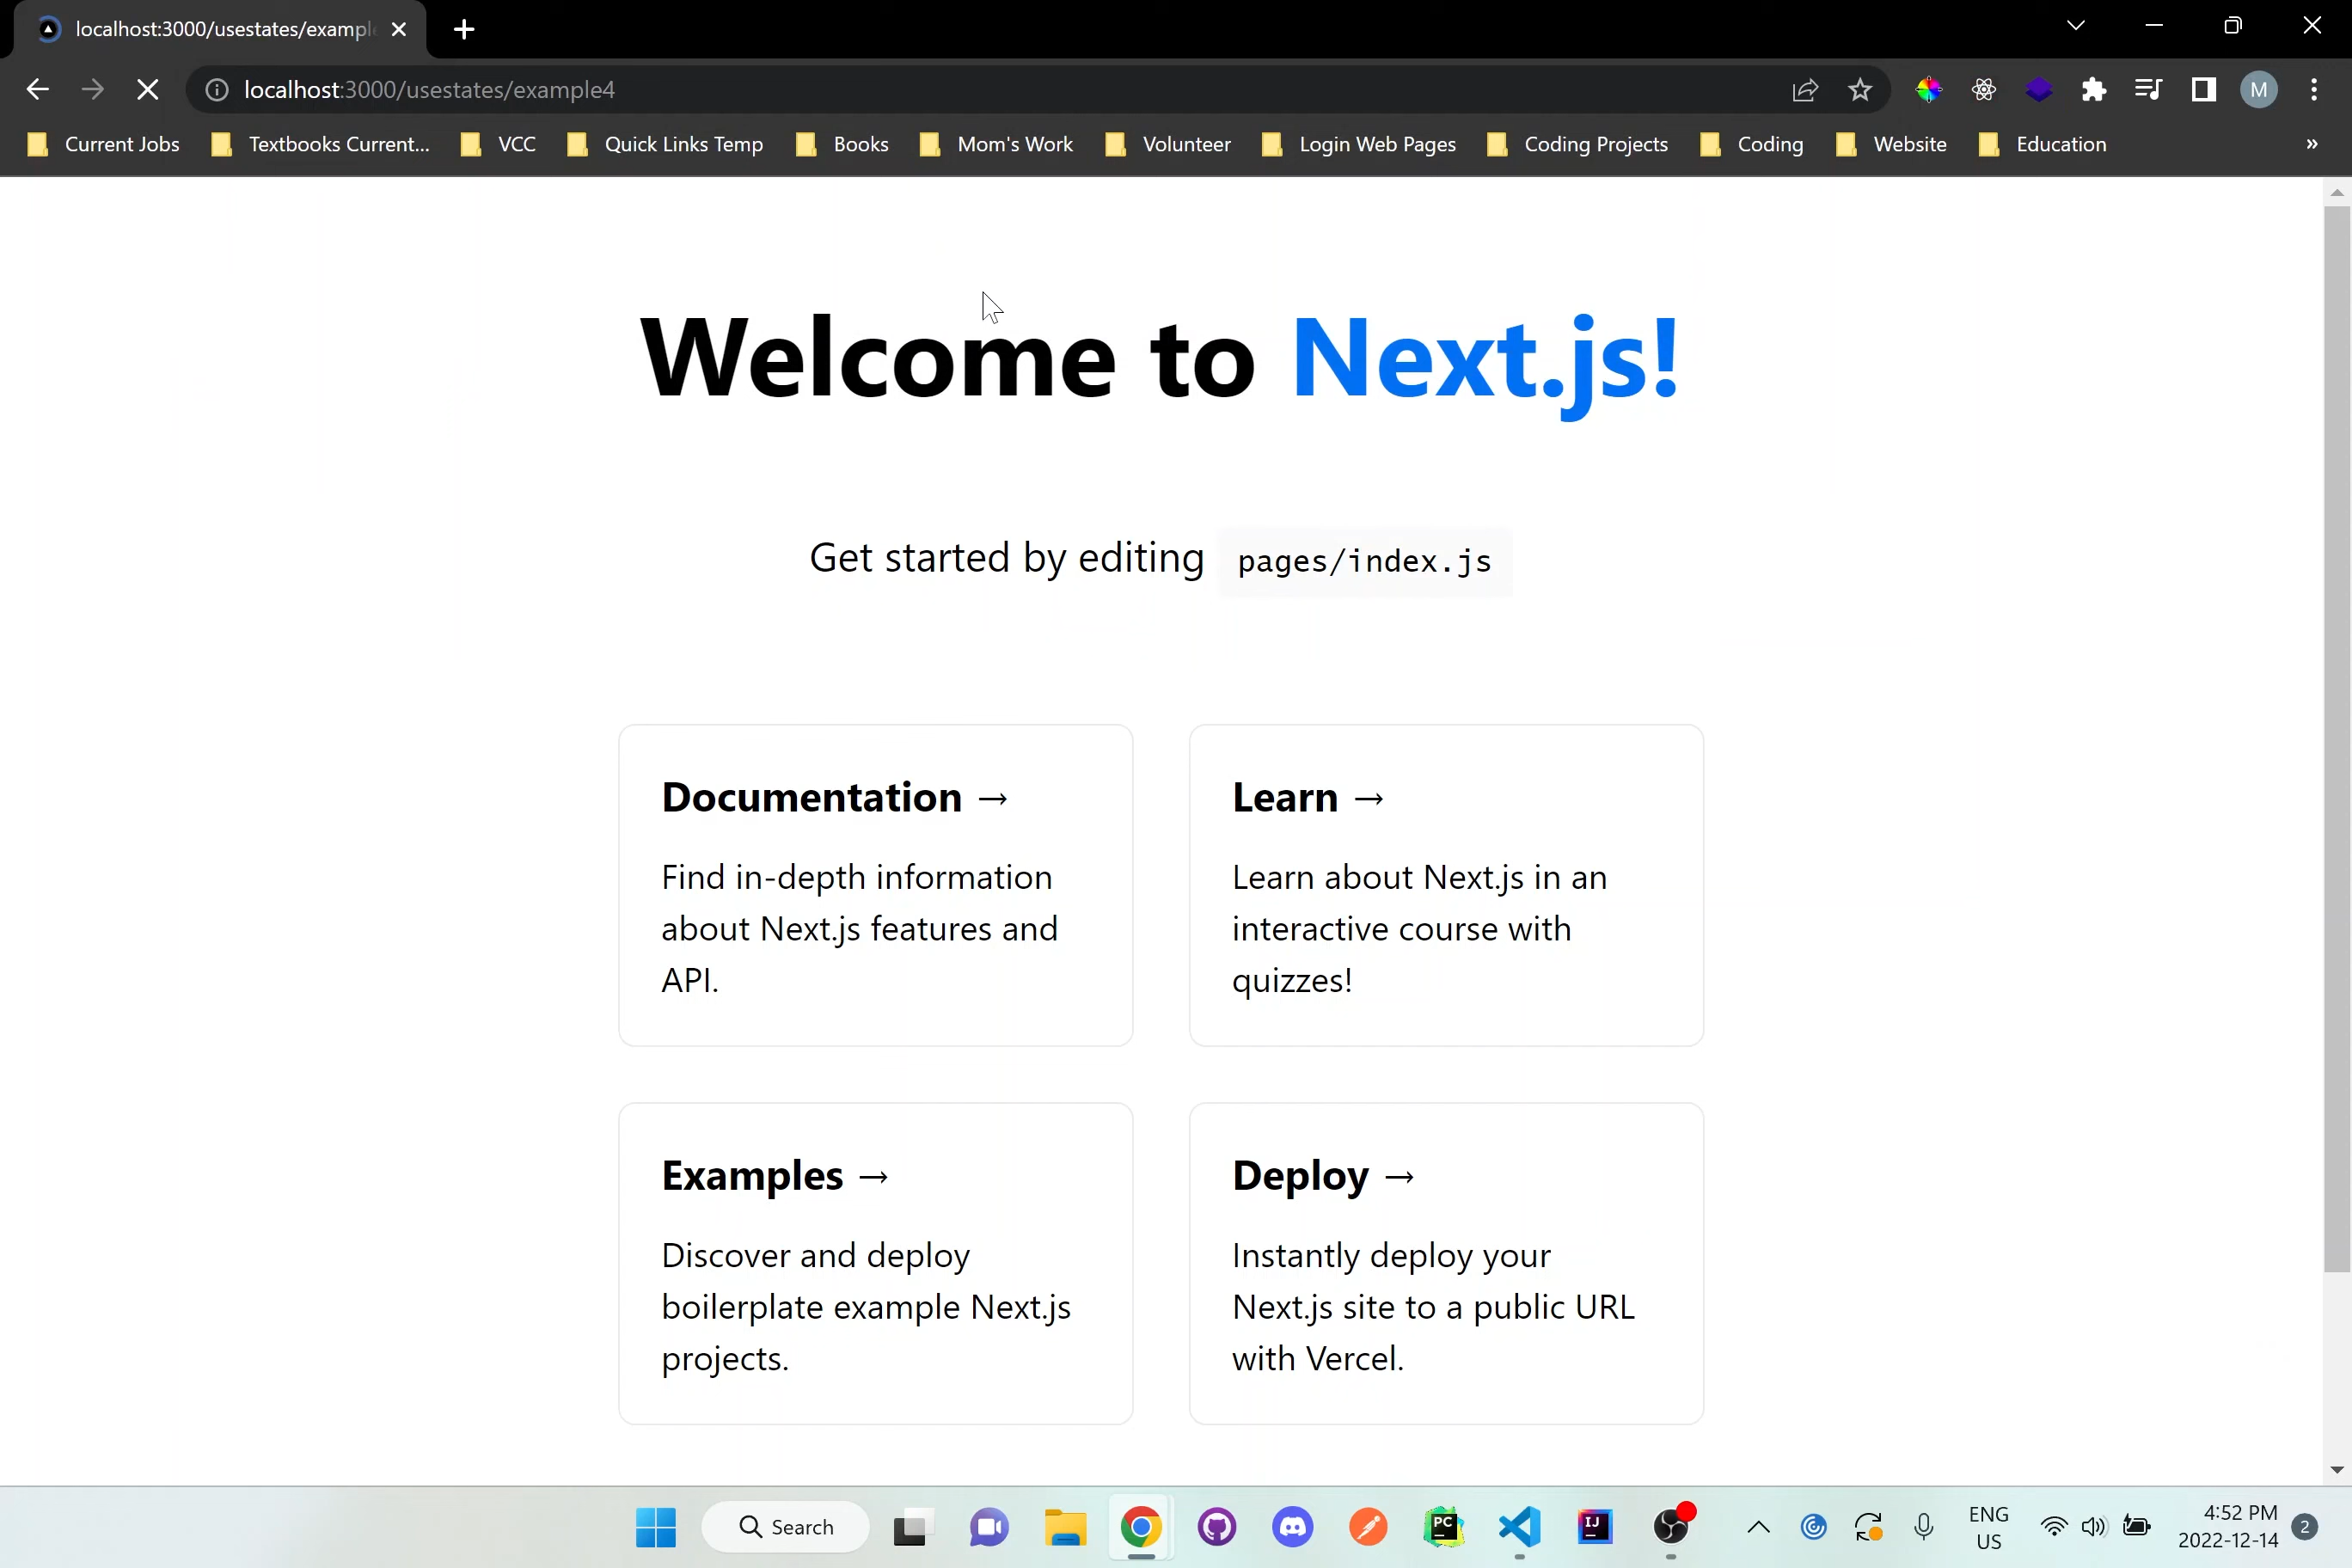 localhost:3000/usestates/exampl
localhost:3000/usestates/example4
M
Current Jobs Textbooks Current... VCC Quick Links Temp Books Mom's Work Volunteer Login Web Pages Coding Projects Coding Website Education »
Welcome to Next.js!
Get started by editing pages/index.js
Documentation →
Find in-depth information
about Next.js features and
API.
Learn →
Learn about Next.js in an
interactive course with
quizzes!
Examples →
Discover and deploy
boilerplate example Next.js
projects.
Deploy →
Instantly deploy your
Next.js site to a public URL
with Vercel.
Search
PC
IJ
ENG
US
4:52 PM
2022-12-14
2